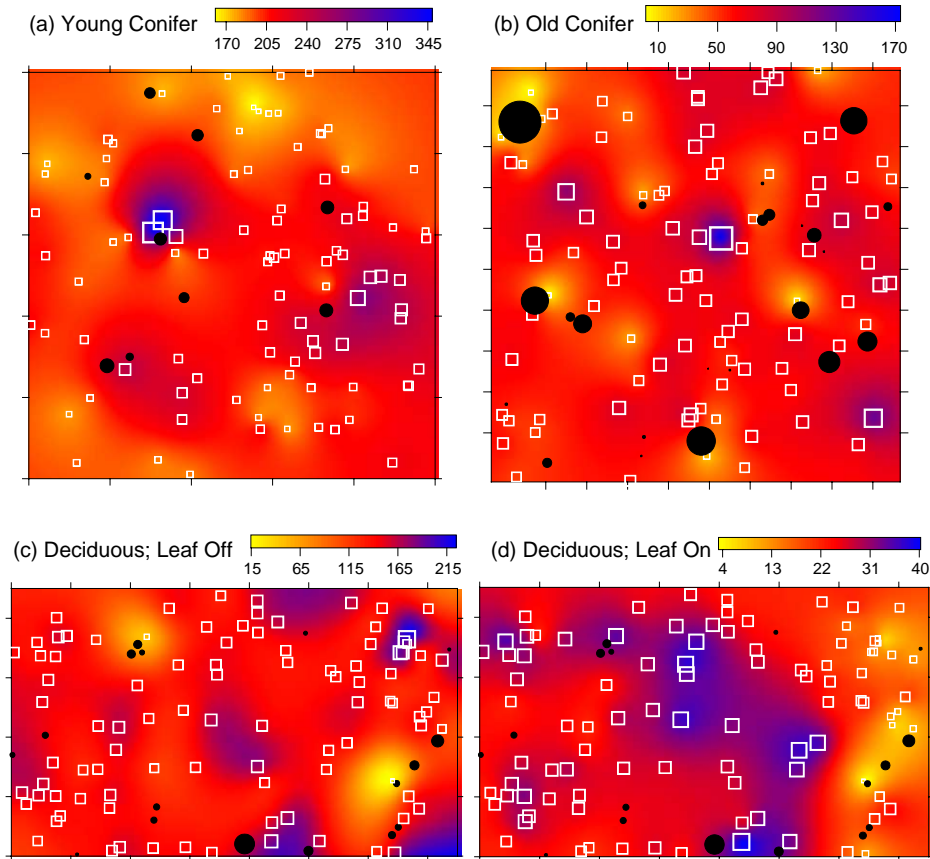 (a) Young Conifer
170 205 240 275 310 345
(b) Old Conifer
10 50 90 130 170
(c) Deciduous; Leaf Off
15 65 115 165 215
(d) Deciduous; Leaf On
4 13 22 31 40